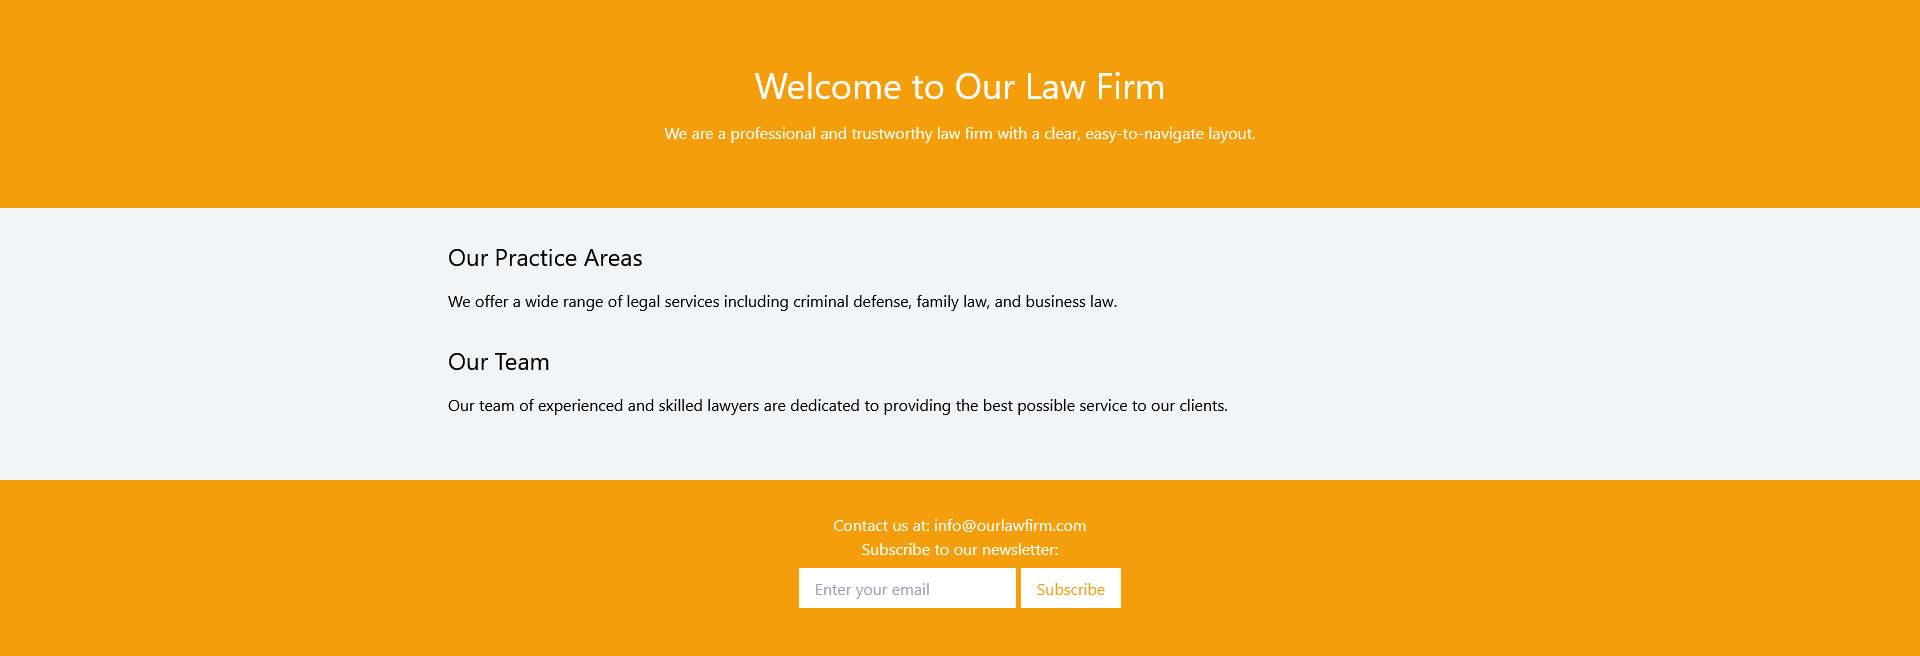 Welcome to Our Law Firm
We are a professional and trustworthy law firm with a clear, easy-to-navigate layout.
Our Practice Areas
We offer a wide range of legal services including criminal defense, family law, and business law.
Our Team
Our team of experienced and skilled lawyers are dedicated to providing the best possible service to our clients.
Contact us at: info@ourlawfirm.com
Subscribe to our newsletter:
Enter your email Subscribe